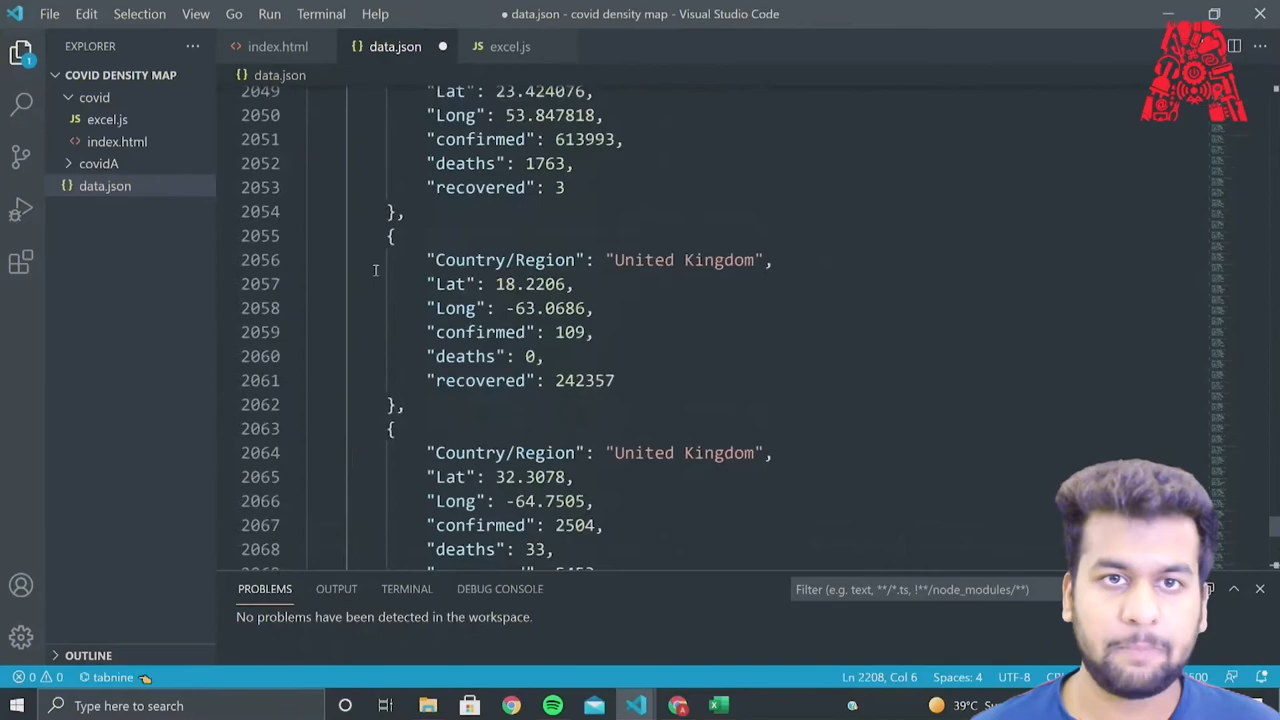 File Edit Selection View Go Run Terminal Help
data.json - covid density map - Visual Studio Code
EXPLORER
COVID DENSITY MAP
covid
excel.js
index.html
covidA
data.json
OUTLINE
index.html
data.json
excel.js
data.json
2049 "Lat": 23.424076,
2050 "Long": 53.847818,
2051 "confirmed": 613993,
2052 "deaths": 1763,
2053 "recovered": 3
2054 },
2055 {
2056 "Country/Region": "United Kingdom",
2057 "Lat": 18.2206,
2058 "Long": -63.0686,
2059 "confirmed": 109,
2060 "deaths": 0,
2061 "recovered": 242357
2062 },
2063 {
2064 "Country/Region": "United Kingdom",
2065 "Lat": 32.3078,
2066 "Long": -64.7505,
2067 "confirmed": 2504,
2068 "deaths": 33,
PROBLEMS OUTPUT TERMINAL DEBUG CONSOLE
Filter (e.g. text, **/*.ts, !**/node_modules/**)
No problems have been detected in the workspace.
0 0 tabnine
Ln 2208, Col 6 Spaces: 4 UTF-8
Type here to search
39°C